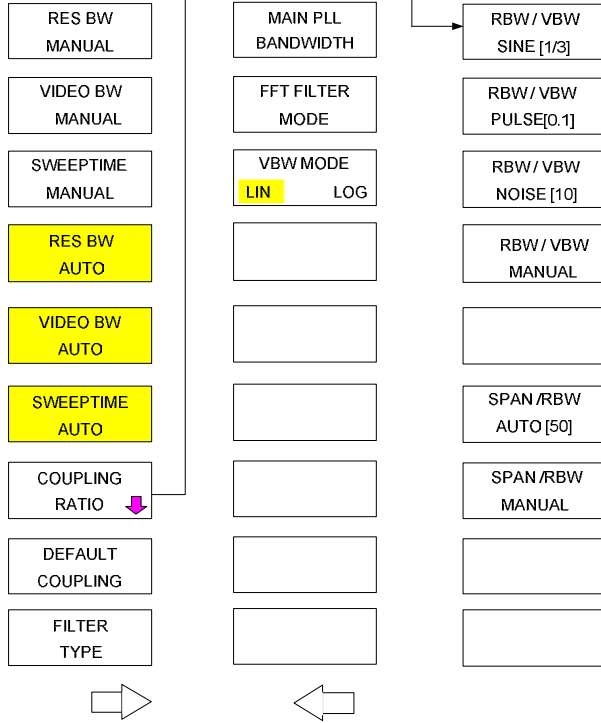 RES BW
MANUAL
VIDEO BW
MANUAL
SWEEPTIME
MANUAL
RES BW
AUTO
VIDEO BW
AUTO
SWEEPTIME
AUTO
COUPLING
RATIO
DEFAULT
COUPLING
FILTER
TYPE
MAIN PLL
BANDWIDTH
FFT FILTER
MODE
VBW MODE
LIN LOG
RBW / VBW
SINE [1/3]
RBW / VBW
PULSE[0.1]
RBW / VBW
NOISE [10]
RBW / VBW
MANUAL
SPAN /RBW
AUTO [50]
SPAN /RBW
MANUAL